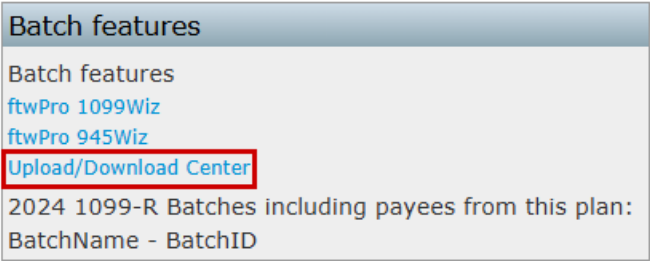 Batch features
Batch features
ftwPro 1099Wiz
ftwPro 945Wiz
Upload/Download Center
2024 1099-R Batches including payees from this plan:
BatchName - BatchID